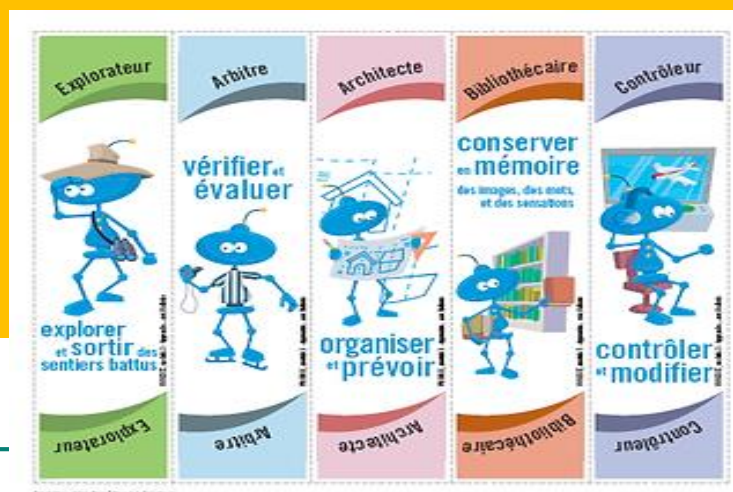 Explorateur
explorer
et sortir des
sentiers battus
Explorateur
Arbitre
vérifier et
évaluer
Arbitre
Architecte
organiser
et prévoir
Architecte
Bibliothécaire
conserver
en mémoire
des images, des mots,
et des sensations
Bibliothécaire
Contrôleur
contrôler
et modifier
Contrôleur